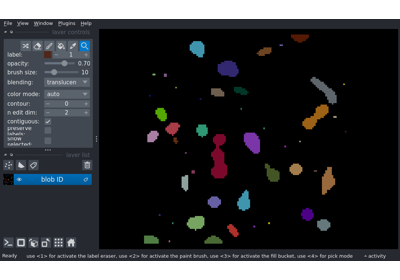 File View Window Plugins Help
layer controls
label: 1
opacity: 0.70
brush size: 10
blending: translucen
color mode: auto
contour: 0
n edit dim: 2
contiguous:
preserve
labels:
show
selected:
layer list
blob ID
Ready use <1> for activate the label eraser, use <2> for activate the paint brush, use <3> for activate the fill bucket, use <4> for pick mode activity